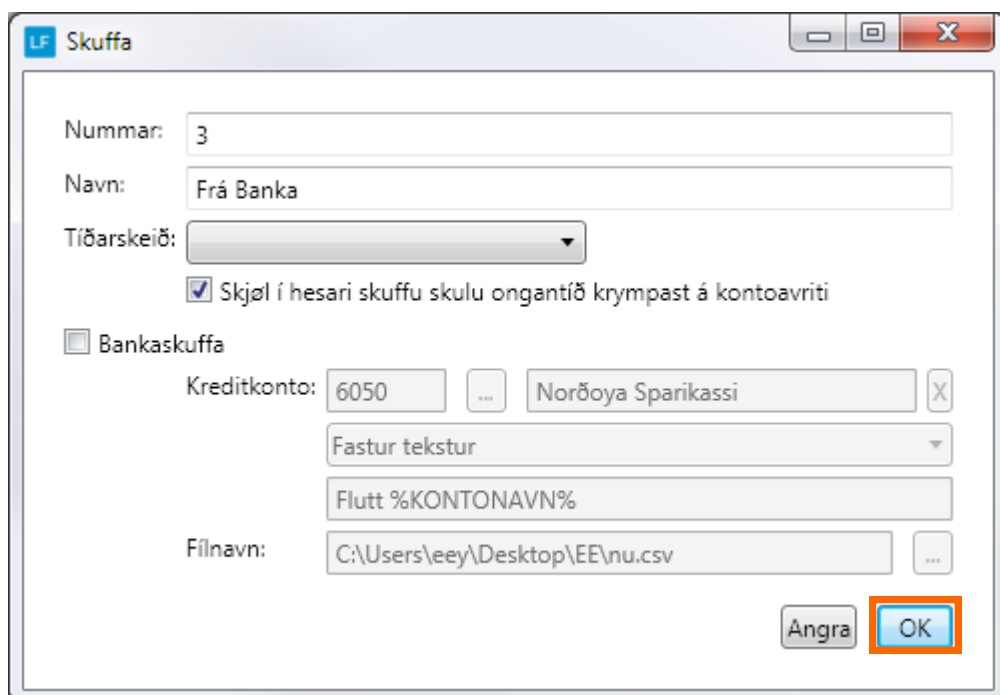 LF Skuffa
Nummar: 3
Navn: Frá Banka
Tíðarskeið:
Skjøl í hesari skuffu skulu ongantíð krympast á kontoavriti
Bankaskuffa
Kreditkonto: 6050 ... Norðoya Sparikassi X
Fastur tekstur
Flutt %KONTONAVN%
Fílnavn: C:\Users\eey\Desktop\EE\nu.csv ...
Angra OK